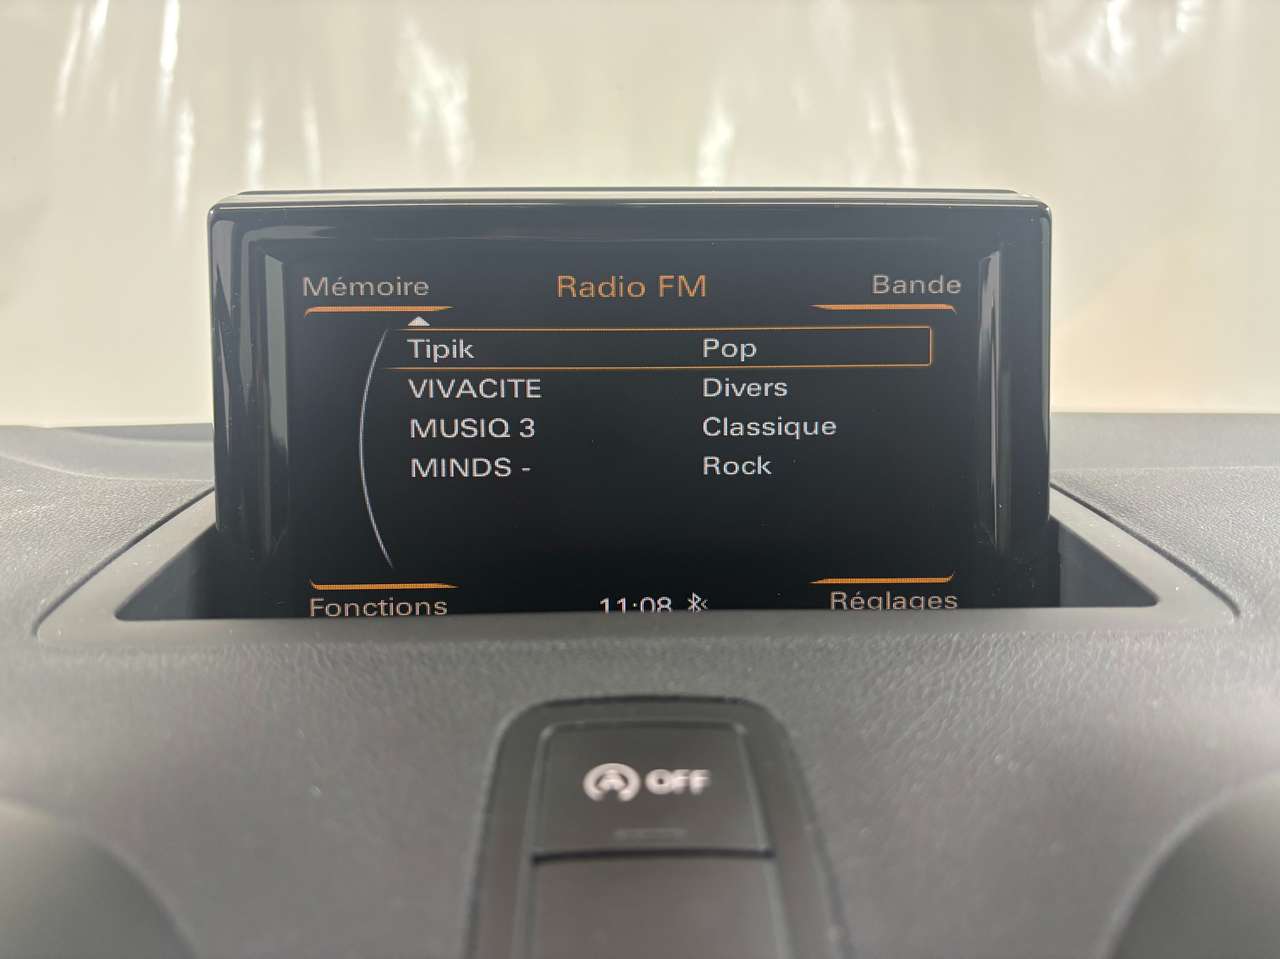 Mémoire Radio FM Bande
Tipik Pop
VIVACITE Divers
MUSIQ 3 Classique
MINDS - Rock
Fonctions 11:08 Réglages
A OFF